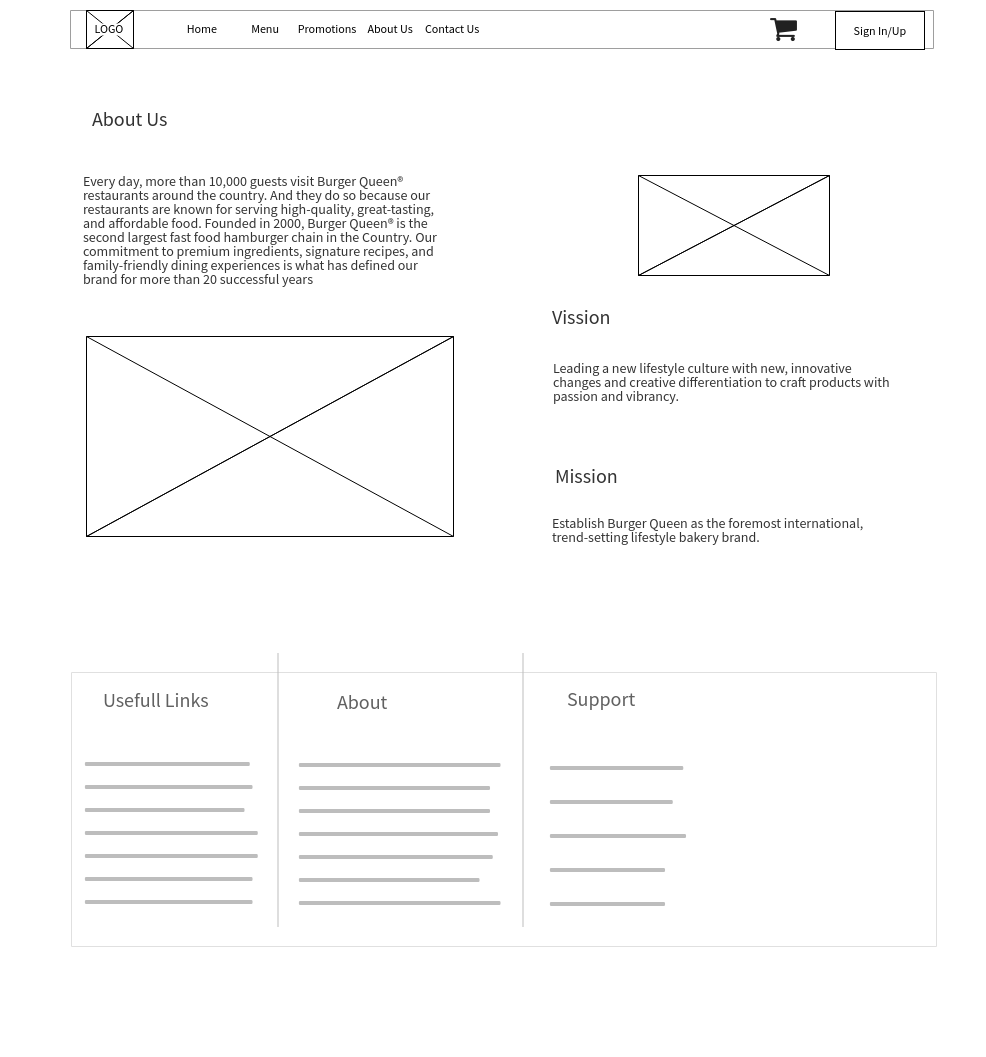 LOGO
Home Menu Promotions About Us Contact Us
Sign In/Up
About Us
Every day, more than 10,000 guests visit Burger Queen®
restaurants around the country. And they do so because our
restaurants are known for serving high-quality, great-tasting,
and affordable food. Founded in 2000, Burger Queen® is the
second largest fast food hamburger chain in the Country. Our
commitment to premium ingredients, signature recipes, and
family-friendly dining experiences is what has defined our
brand for more than 20 successful years
Vission
Leading a new lifestyle culture with new, innovative
changes and creative differentiation to craft products with
passion and vibrancy.
Mission
Establish Burger Queen as the foremost international,
trend-setting lifestyle bakery brand.
Usefull Links
About
Support